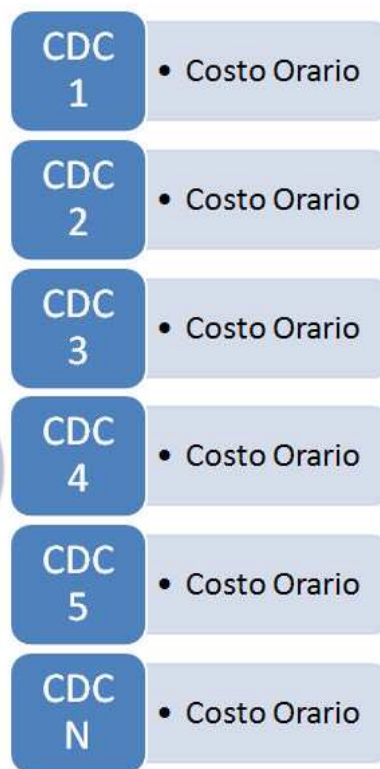 CDC
1
• Costo Orario
CDC
2
• Costo Orario
CDC
3
• Costo Orario
CDC
4
• Costo Orario
CDC
5
• Costo Orario
CDC
N
• Costo Orario